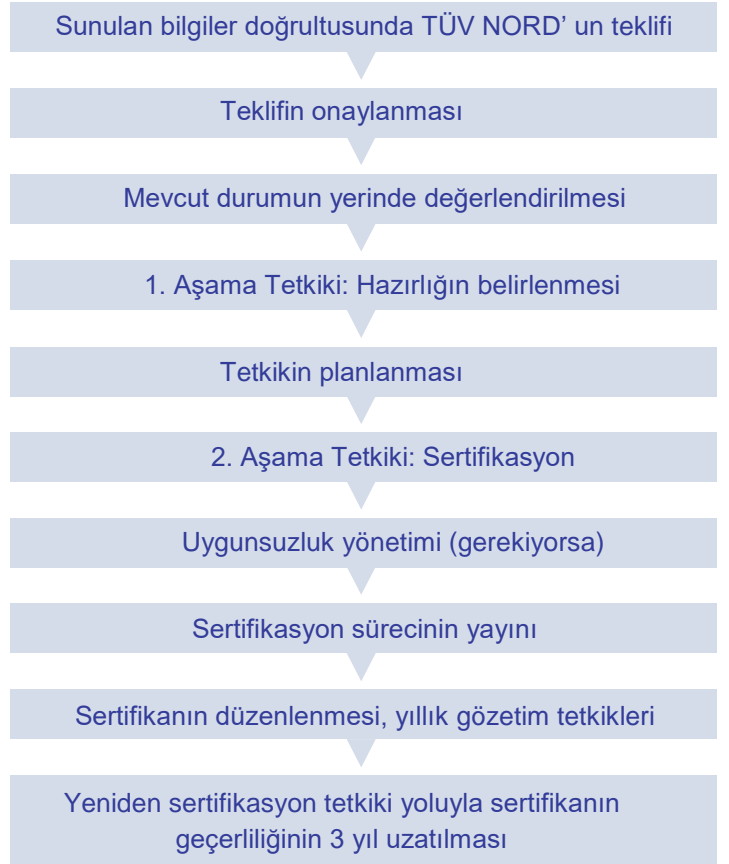 Sunulan bilgiler doğrultusunda TÜV NORD’ un teklifi
Teklifin onaylanması
Mevcut durumun yerinde değerlendirilmesi
1. Aşama Tetkiki: Hazırlığın belirlenmesi
Tetkikin planlanması
2. Aşama Tetkiki: Sertifikasyon
Uygunsuzluk yönetimi (gerekiyorsa)
Sertifikasyon sürecinin yayını
Sertifikanın düzenlenmesi, yıllık gözetim tetkikleri
Yeniden sertifikasyon tetkiki yoluyla sertifikanın
geçerliliğinin 3 yıl uzatılması